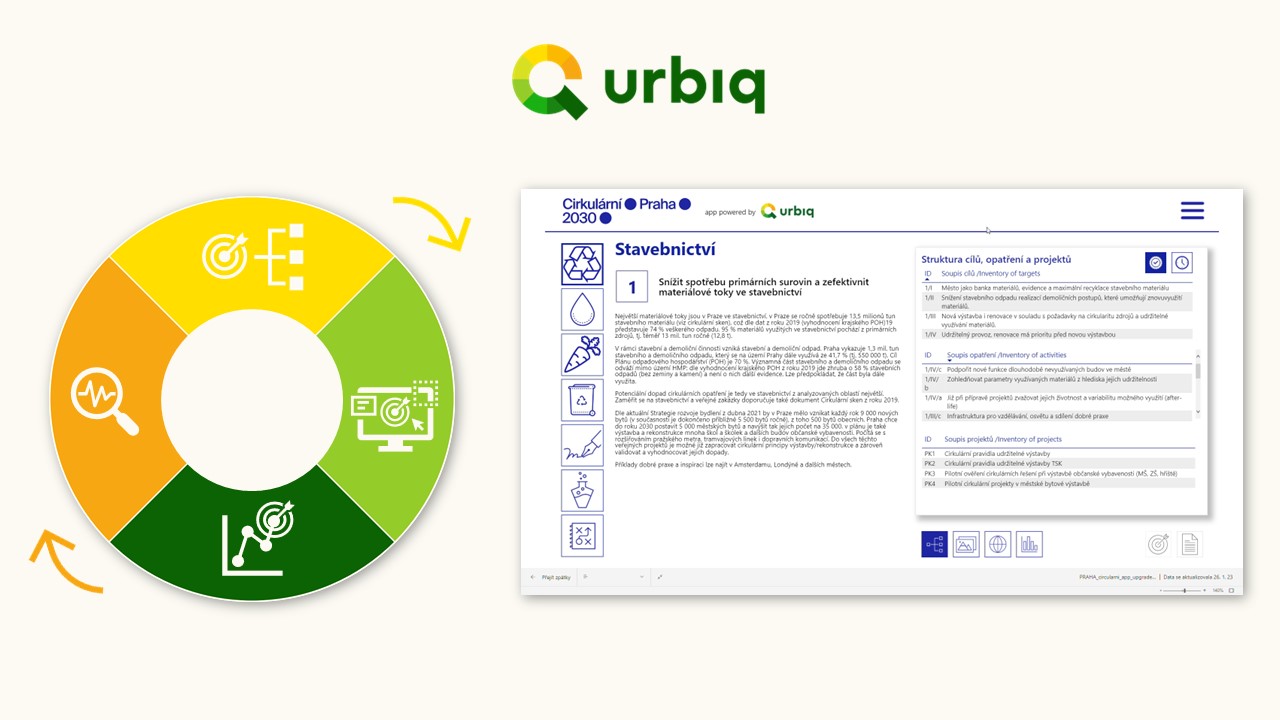 urbiq
Cirkulární Praha
2030
app powered by urbiq
Stavebnictví
1
Snížit spotřebu primárních surovin a zefektivnit
materiálové toky ve stavebnictví
Největší materiálové toky jsou v Praze ve stavebnictví. v Praze se ročně spotřebuje 13,5 milionů tun
stavebního materiálu (viz cirkulární sken), což dle dat z roku 2019 (vyhodnocení krajského POH)19
představuje 74 % veškerého odpadu. 95 % materiálů využitých ve stavebnictví pochází z primárních
zdrojů, tj. téměř 13 mil. tun ročně (12,8 t).
V rámci stavební a demoliční činnosti vzniká stavební a demoliční odpad. Praha vykazuje 1,3 mil. tun
stavebního a demoličního odpadu, který se na území Prahy dále využívá ze 41,7 % (tj. 550 000 t). Cíl
Plánu odpadového hospodářství (POH) je 70 %. Významná část stavebního a demoličního odpadu se
odváží mimo území HMP; dle vyhodnocení krajského POH z roku 2019 jde zhruba o 58 % stavebních
odpadů (bez zeminy a kamení) a není o nich další evidence. Lze předpokládat, že část byla dále
využita.
Potenciální dopad cirkulárních opatření je tedy ve stavebnictví z analyzovaných oblastí největší.
Zaměřit se na stavebnictví a veřejné zakázky doporučuje také dokument Cirkulární sken z roku 2019.
Dle aktuální Strategie rozvoje bydlení z dubna 2021 by v Praze mělo vznikat každý rok 9 000 nových
bytů (v současnosti je dokončeno přibližně 5 500 bytů ročně), z toho 500 bytů obecních. Praha chce
do roku 2030 postavit 5 000 městských bytů a navýšit tak jejich počet na 35 000. v plánu je také
výstavba a rekonstrukce mnoha škol a školek a dalších budov občanské vybavenosti. Počítá se s
rozšiřováním pražského metra, tramvajových linek i dopravních komunikací. Do všech těchto
veřejných projektů je možné již zapracovat cirkulární principy výstavby/rekonstrukce a zároveň
validovat a vyhodnocovat jejich dopady.
Příklady dobré praxe a inspirací lze najít v Amsterdamu, Londýně a dalších městech.
Struktura cílů, opatření a projektů
ID Soupis cílů /Inventory of targets
1/I Město jako banka materiálů, evidence a maximální recyklace stavebního materiálu
1/II Snížení stavebního odpadu realizací demoličních postupů, které umožňují znovuvyužití
materiálů.
1/III Nová výstavba i renovace v souladu s požadavky na cirkularitu zdrojů a udržitelné
využívání materiálů.
1/IV Udržitelný provoz, renovace má prioritu před novou výstavbou
ID Soupis opatření /Inventory of activities
1/IV/c Podpořit nové funkce dlouhodobě nevyužívaných budov ve městě
1/IV/ Zohledňovat parametry využívaných materiálů z hlediska jejich udržitelnosti
b
1/IV/a Již při přípravě projektů zvažovat jejich životnost a variabilitu možného využití (after-
life)
1/III/c Infrastruktura pro vzdělávání, osvětu a sdílení dobré praxe
ID Soupis projektů /Inventory of projects
PK1 Cirkulární pravidla udržitelné výstavby
PK2 Cirkulární pravidla udržitelné výstavby TSK
PK3 Pilotní ověření cirkulárních řešení při výstavbě občanské vybavenosti (MŠ, ZŠ, hřiště)
PK4 Pilotní cirkulární projekty v městské bytové výstavbě
Přejít zpátky
PRAHA_circularni_app_upgrade... | Data se aktualizovala 26. 1. 23